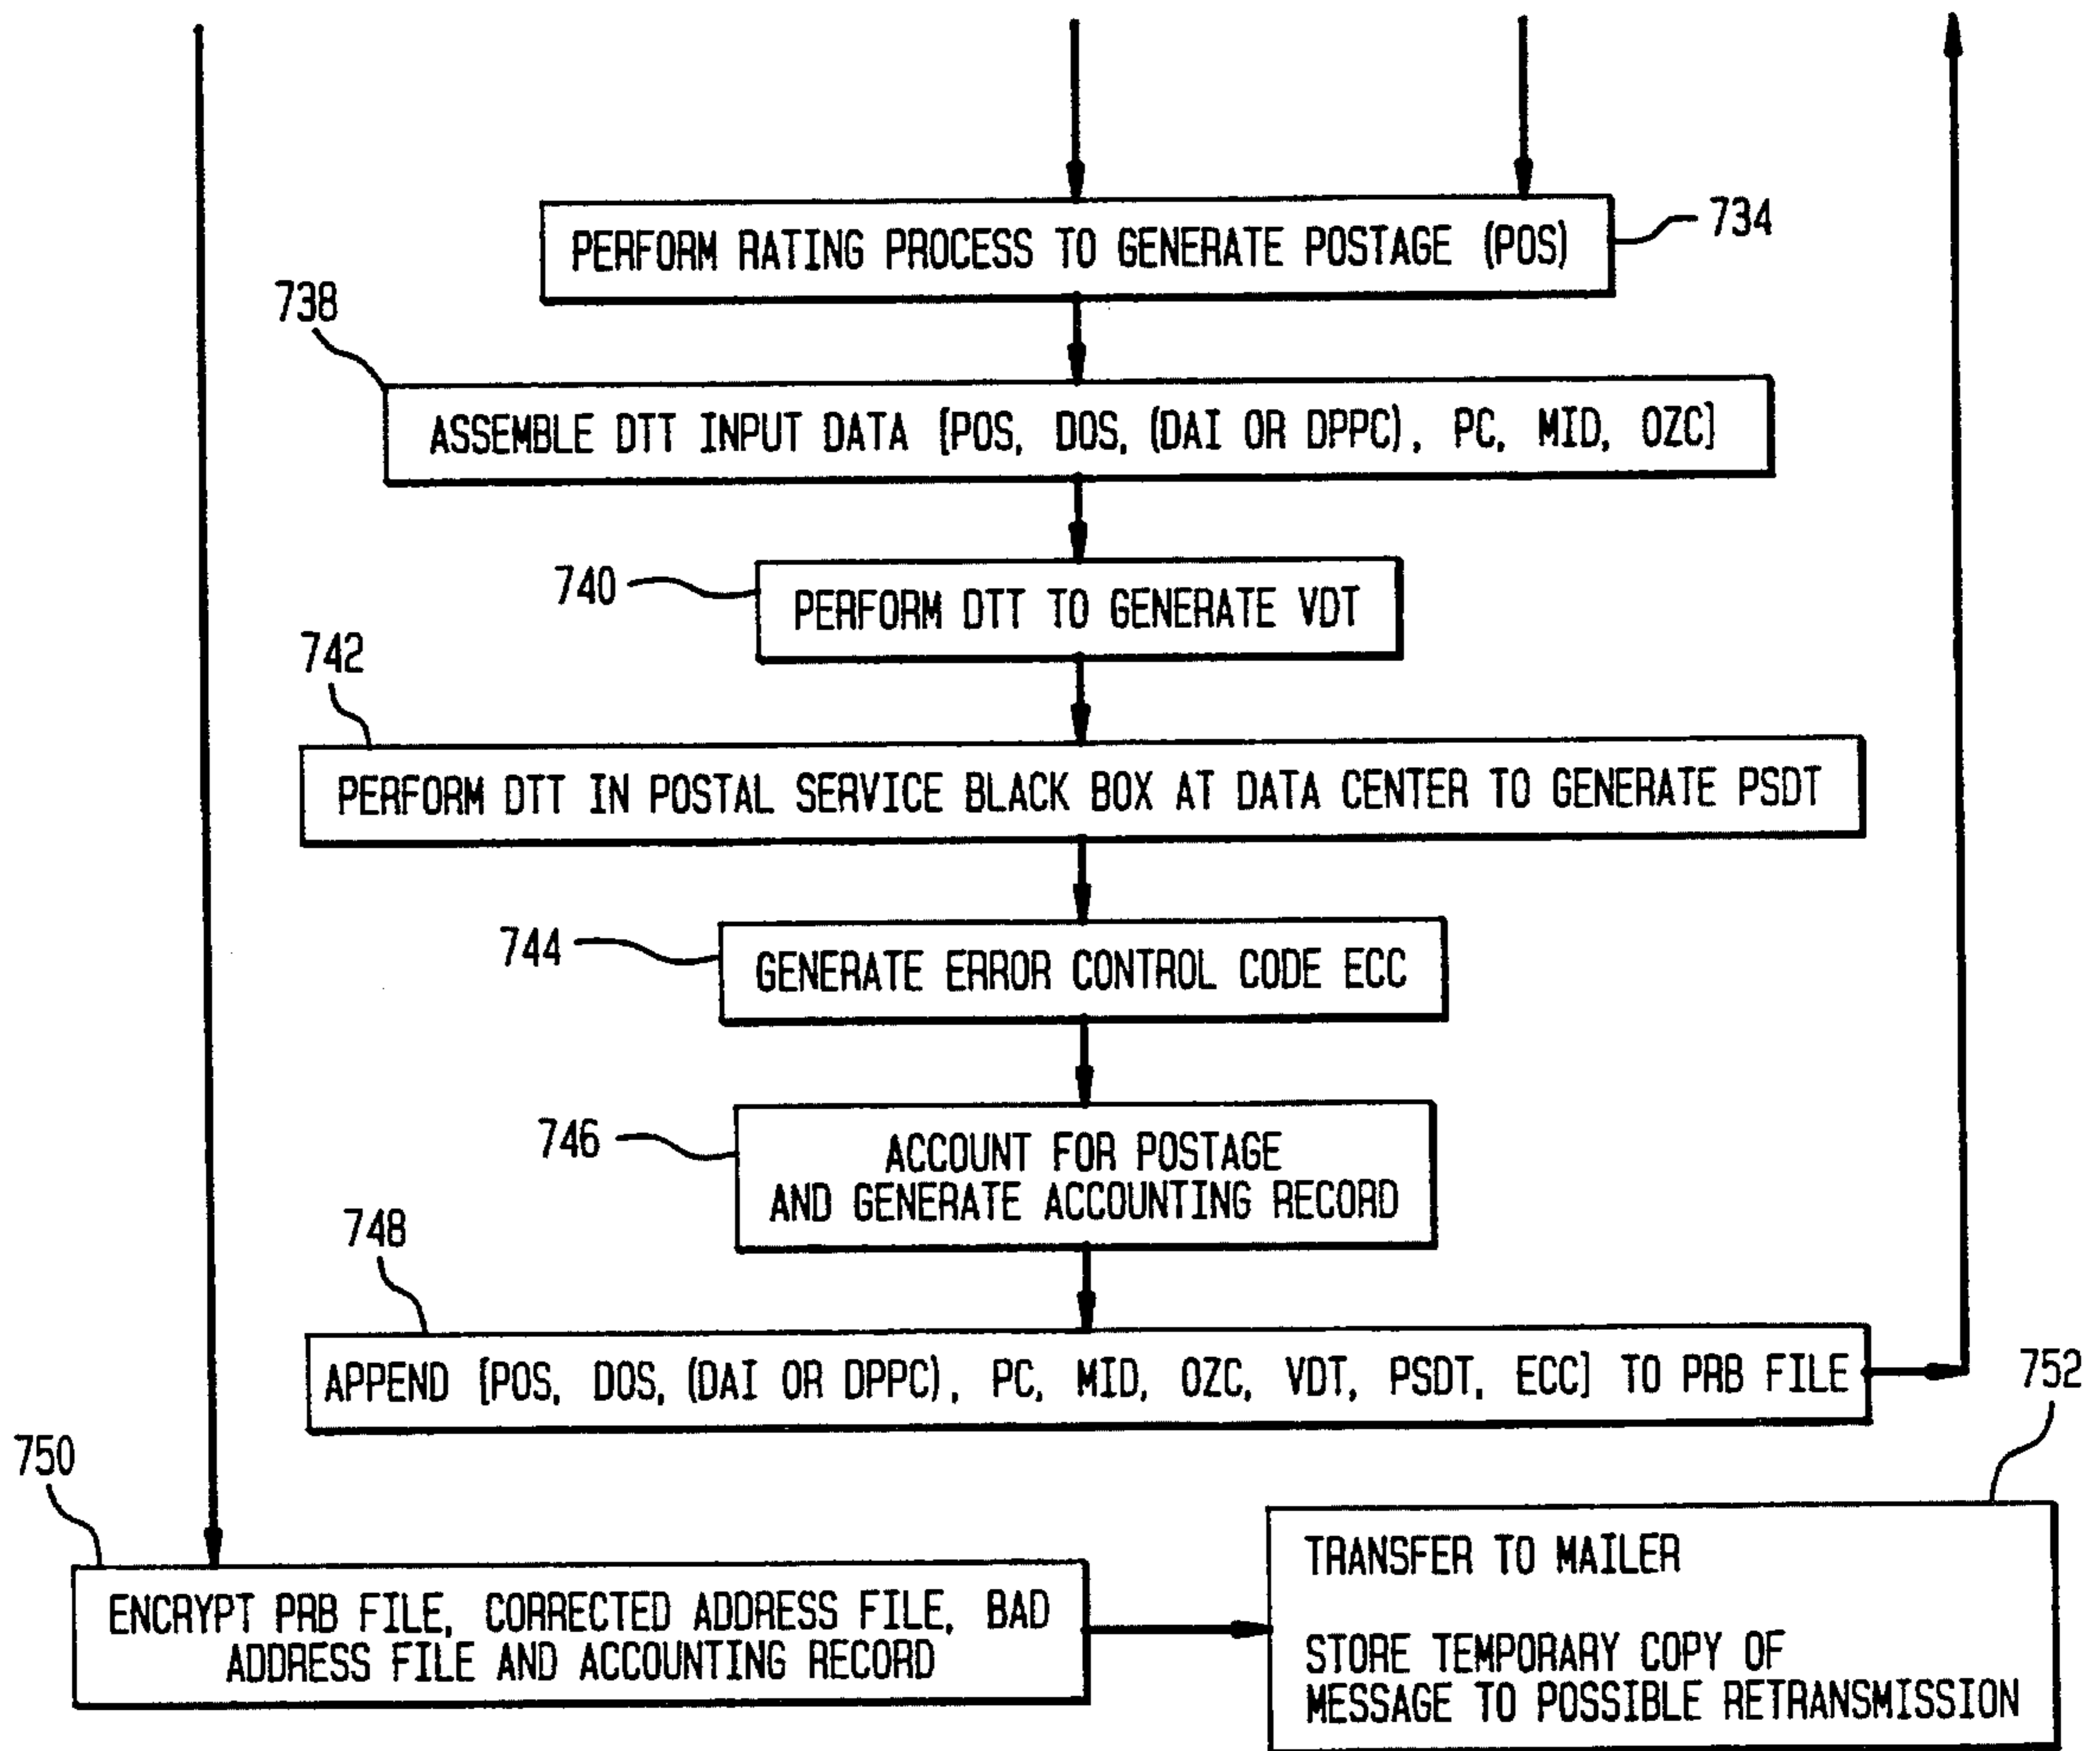 PERFORM RATING PROCESS TO GENERATE POSTAGE (POS)
734
738
ASSEMBLE DTT INPUT DATA [POS, DOS, (DAI OR DPPC), PC, MID, OZC]
740
PERFORM DTT TO GENERATE VDT
742
PERFORM DTT IN POSTAL SERVICE BLACK BOX AT DATA CENTER TO GENERATE PSDT
744
GENERATE ERROR CONTROL CODE ECC
746
ACCOUNT FOR POSTAGE
AND GENERATE ACCOUNTING RECORD
748
APPEND [POS, DOS, (DAI OR DPPC), PC, MID, OZC, VDT, PSDT, ECC] TO PRB FILE
752
750
ENCRYPT PRB FILE, CORRECTED ADDRESS FILE, BAD
ADDRESS FILE AND ACCOUNTING RECORD
TRANSFER TO MAILER
STORE TEMPORARY COPY OF
MESSAGE TO POSSIBLE RETRANSMISSION